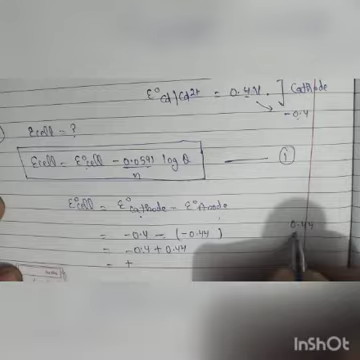 E°Cd/Cd2+ = 0.4V. ] Cathode
→ -0.4
Ecell = ?
Ecell = E°cell - 0.0591/n log Q —— (i)
E°cell = E°cathode - E°Anode
= -0.4 - (-0.44) 0.44
= -0.4 + 0.44
= +
InShOt